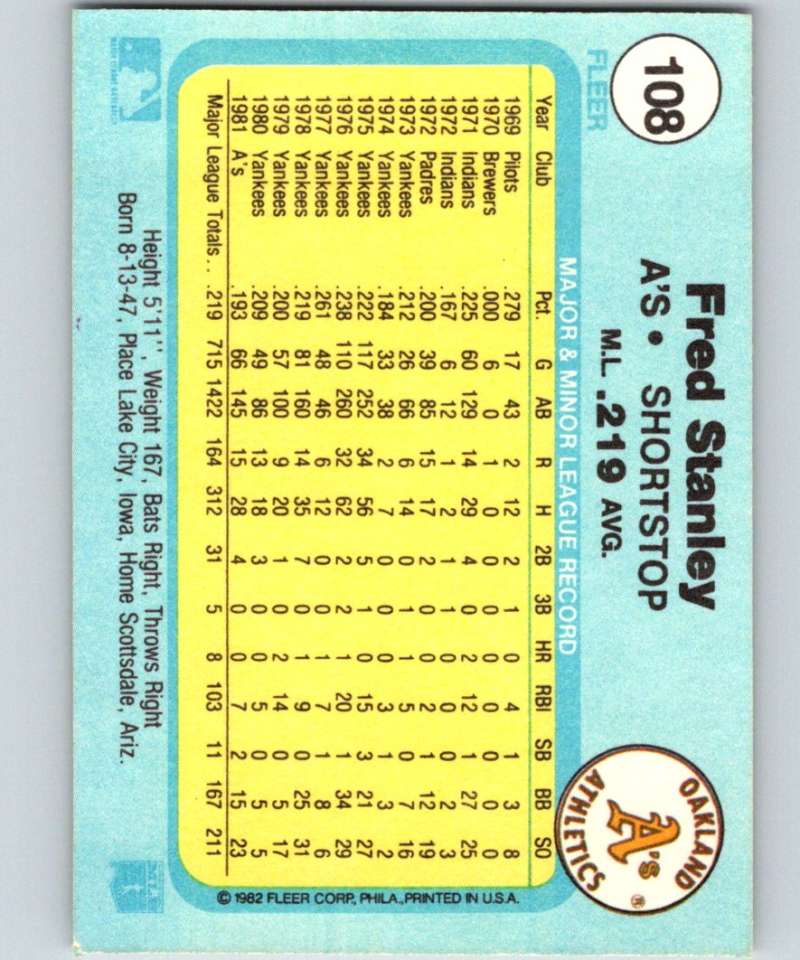 108
FLEER
Fred Stanley
A'S • SHORTSTOP
M.L. .219 AVG.
OAKLAND
A's ®
ATHLETICS
MAJOR & MINOR LEAGUE RECORD
Year Club Pct. G AB R H 2B 3B HR RBI SB BB SO
1969 Pilots .279 17 43 2 12 2 1 0 4 1 3 8
1970 Brewers .000 6 0 1 0 0 0 0 0 0 0 0
1971 Indians .225 60 129 14 29 4 0 2 12 1 27 25
1972 Indians .167 6 12 1 2 1 0 0 0 0 2 3
1972 Padres .200 39 85 15 17 2 0 0 2 1 12 19
1973 Yankees .212 26 66 6 14 0 1 1 5 0 7 16
1974 Yankees .184 33 38 2 7 0 0 0 3 1 3 2
1975 Yankees .222 117 252 34 56 5 1 0 15 3 21 27
1976 Yankees .238 110 260 32 62 2 2 1 20 1 34 29
1977 Yankees .261 48 46 6 12 0 0 1 7 1 8 6
1978 Yankees .219 81 160 14 35 7 0 1 9 0 25 31
1979 Yankees .200 57 100 9 20 1 0 2 14 0 5 17
1980 Yankees .209 49 86 13 18 3 0 0 5 0 5 5
1981 A's .193 66 145 15 28 4 0 0 7 2 15 23
Major League Totals.. .219 715 1422 164 312 31 5 8 103 11 167 211
© 1982 FLEER CORP., PHILA., PRINTED IN U.S.A.
Height 5'11'', Weight 167, Bats Right, Throws Right
Born 8-13-47, Place Lake City, Iowa, Home Scottsdale, Ariz.